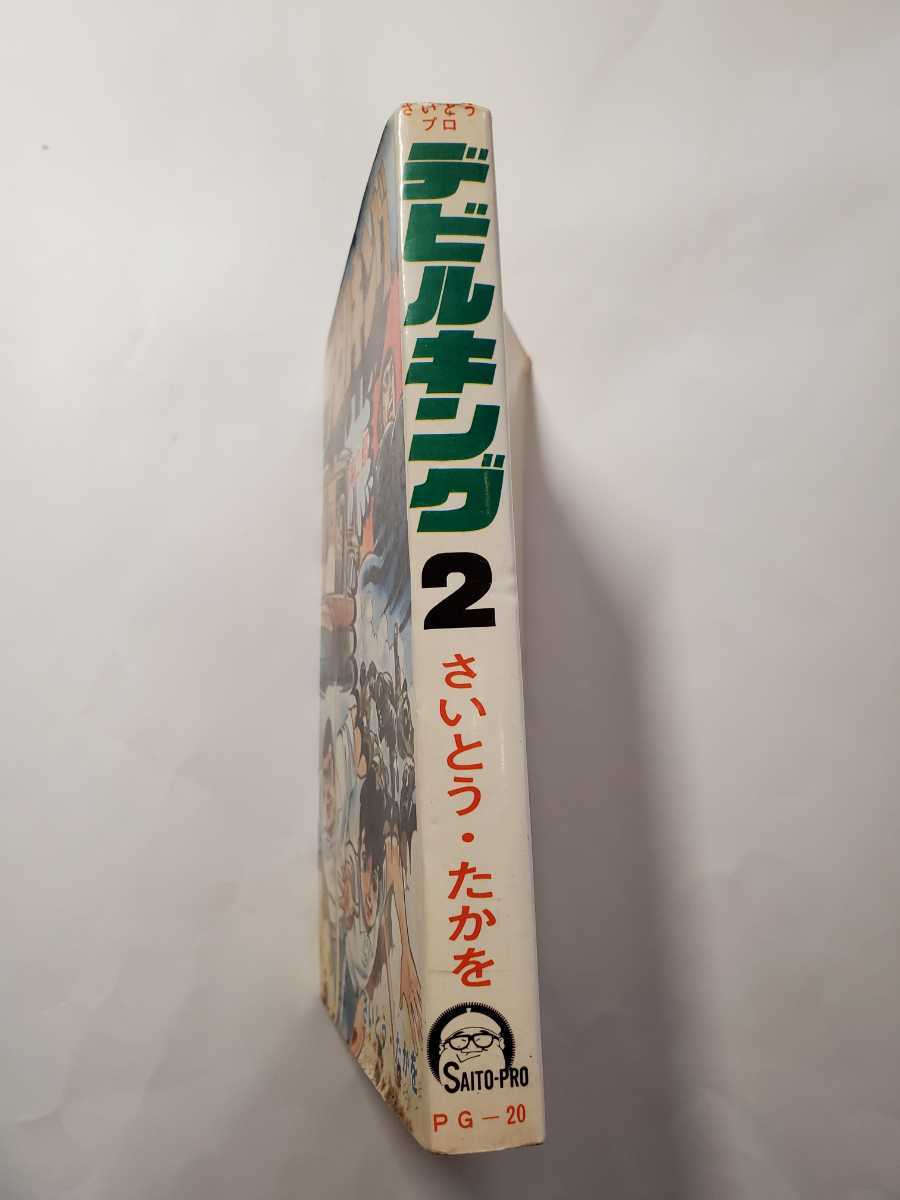 さいとう
プロ
デビルキング
2
さいとう・たかを
SAITO-PRO
PG-20